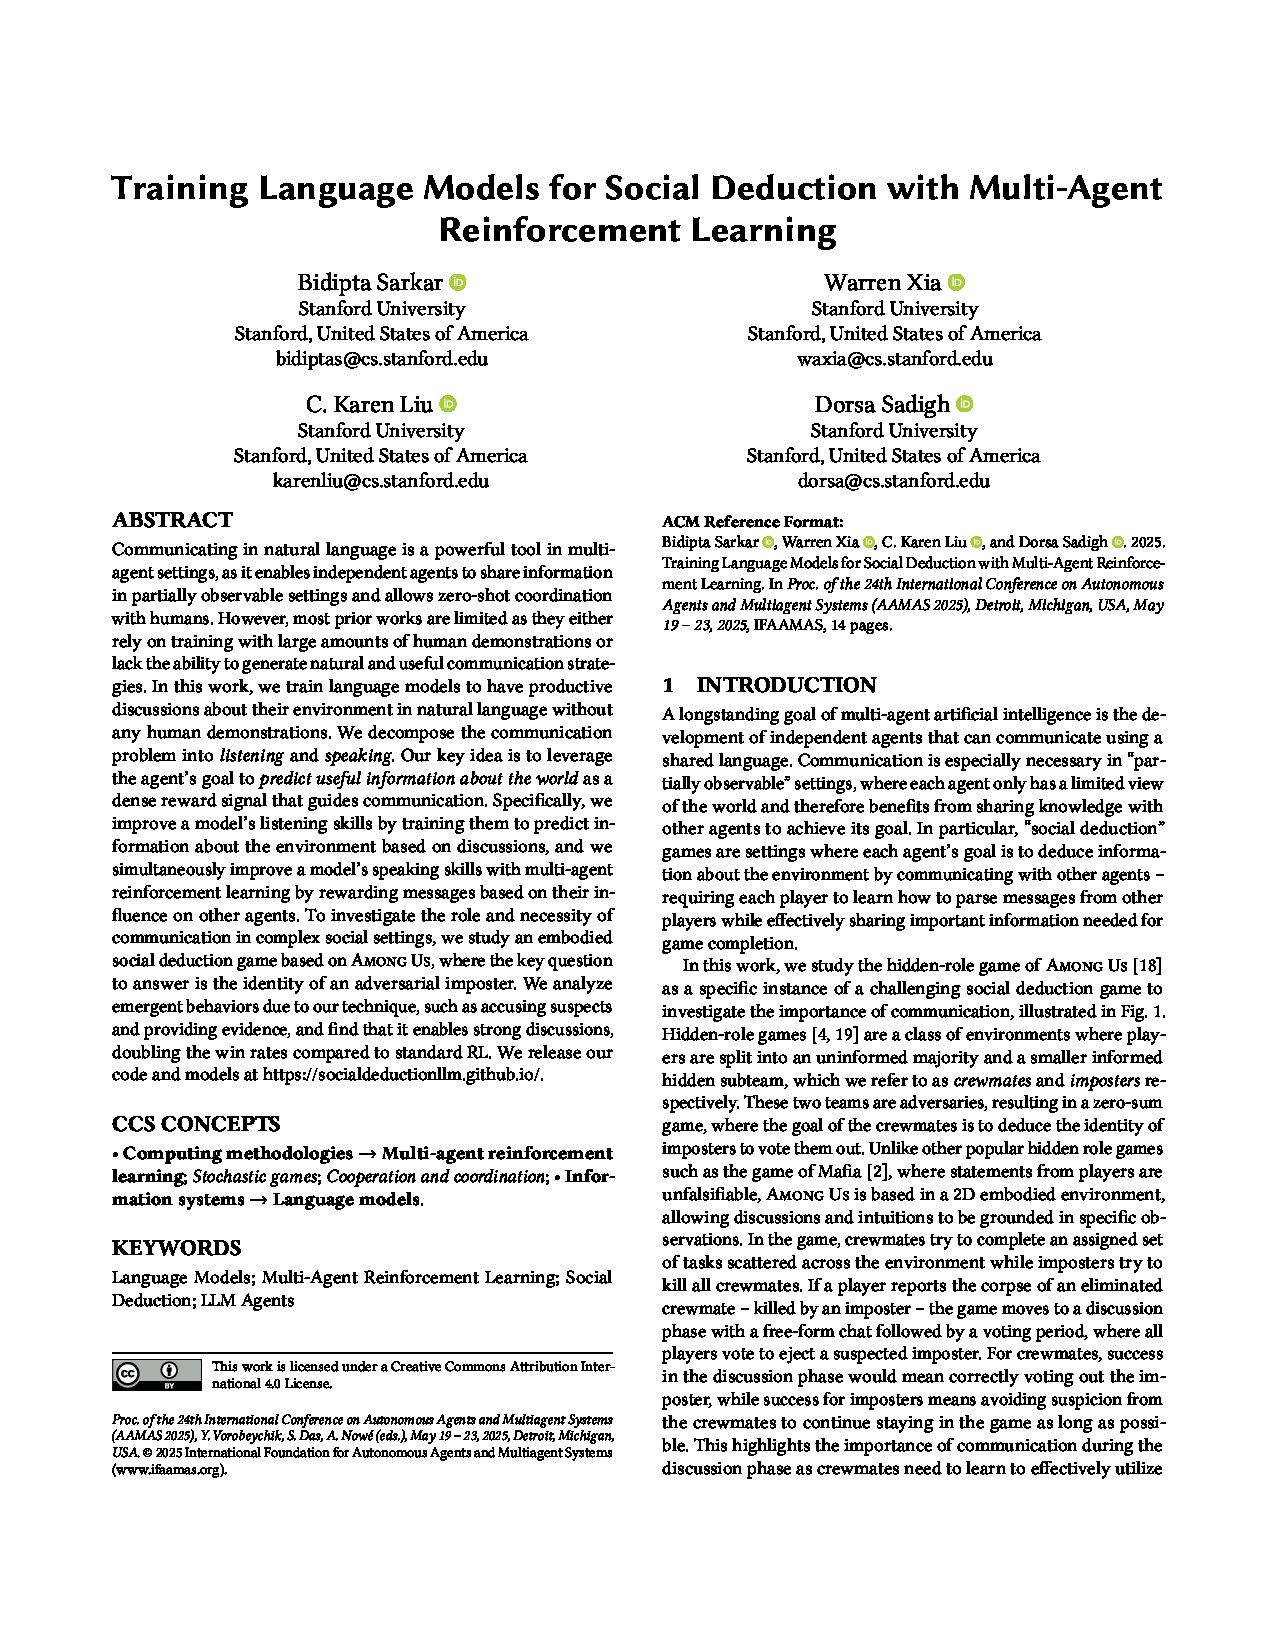 Training Language Models for Social Deduction with Multi-Agent
Reinforcement Learning
Bidipta Sarkar
Stanford University
Stanford, United States of America
bidiptas@cs.stanford.edu
Warren Xia
Stanford University
Stanford, United States of America
waxia@cs.stanford.edu
C. Karen Liu
Stanford University
Stanford, United States of America
karenliu@cs.stanford.edu
Dorsa Sadigh
Stanford University
Stanford, United States of America
dorsa@cs.stanford.edu
ABSTRACT
Communicating in natural language is a powerful tool in multi-
agent settings, as it enables independent agents to share information
in partially observable settings and allows zero-shot coordination
with humans. However, most prior works are limited as they either
rely on training with large amounts of human demonstrations or
lack the ability to generate natural and useful communication strate-
gies. In this work, we train language models to have productive
discussions about their environment in natural language without
any human demonstrations. We decompose the communication
problem into listening and speaking. Our key idea is to leverage
the agent's goal to predict useful information about the world as a
dense reward signal that guides communication. Specifically, we
improve a model's listening skills by training them to predict in-
formation about the environment based on discussions, and we
simultaneously improve a model's speaking skills with multi-agent
reinforcement learning by rewarding messages based on their in-
fluence on other agents. To investigate the role and necessity of
communication in complex social settings, we study an embodied
social deduction game based on Among Us, where the key question
to answer is the identity of an adversarial imposter. We analyze
emergent behaviors due to our technique, such as accusing suspects
and providing evidence, and find that it enables strong discussions,
doubling the win rates compared to standard RL. We release our
code and models at https://socialdeductionllm.github.io/.
CCS CONCEPTS
• Computing methodologies → Multi-agent reinforcement
learning; Stochastic games; Cooperation and coordination; • Infor-
mation systems → Language models.
KEYWORDS
Language Models; Multi-Agent Reinforcement Learning; Social
Deduction; LLM Agents
This work is licensed under a Creative Commons Attribution Inter-
national 4.0 License.
Proc. of the 24th International Conference on Autonomous Agents and Multiagent Systems
(AAMAS 2025), Y. Vorobeychik, S. Das, A. Nowé (eds.), May 19 – 23, 2025, Detroit, Michigan,
USA. © 2025 International Foundation for Autonomous Agents and Multiagent Systems
(www.ifaamas.org).
ACM Reference Format:
Bidipta Sarkar, Warren Xia, C. Karen Liu, and Dorsa Sadigh. 2025.
Training Language Models for Social Deduction with Multi-Agent Reinforce-
ment Learning. In Proc. of the 24th International Conference on Autonomous
Agents and Multiagent Systems (AAMAS 2025), Detroit, Michigan, USA, May
19 – 23, 2025, IFAAMAS, 14 pages.
1 INTRODUCTION
A longstanding goal of multi-agent artificial intelligence is the de-
velopment of independent agents that can communicate using a
shared language. Communication is especially necessary in "par-
tially observable" settings, where each agent only has a limited view
of the world and therefore benefits from sharing knowledge with
other agents to achieve its goal. In particular, "social deduction"
games are settings where each agent's goal is to deduce informa-
tion about the environment by communicating with other agents –
requiring each player to learn how to parse messages from other
players while effectively sharing important information needed for
game completion.
In this work, we study the hidden-role game of Among Us [18]
as a specific instance of a challenging social deduction game to
investigate the importance of communication, illustrated in Fig. 1.
Hidden-role games [4, 19] are a class of environments where play-
ers are split into an uninformed majority and a smaller informed
hidden subteam, which we refer to as crewmates and imposters re-
spectively. These two teams are adversaries, resulting in a zero-sum
game, where the goal of the crewmates is to deduce the identity of
imposters to vote them out. Unlike other popular hidden role games
such as the game of Mafia [2], where statements from players are
unfalsifiable, Among Us is based in a 2D embodied environment,
allowing discussions and intuitions to be grounded in specific ob-
servations. In the game, crewmates try to complete an assigned set
of tasks scattered across the environment while imposters try to
kill all crewmates. If a player reports the corpse of an eliminated
crewmate – killed by an imposter – the game moves to a discussion
phase with a free-form chat followed by a voting period, where all
players vote to eject a suspected imposter. For crewmates, success
in the discussion phase would mean correctly voting out the im-
poster, while success for imposters means avoiding suspicion from
the crewmates to continue staying in the game as long as possi-
ble. This highlights the importance of communication during the
discussion phase as crewmates need to learn to effectively utilize